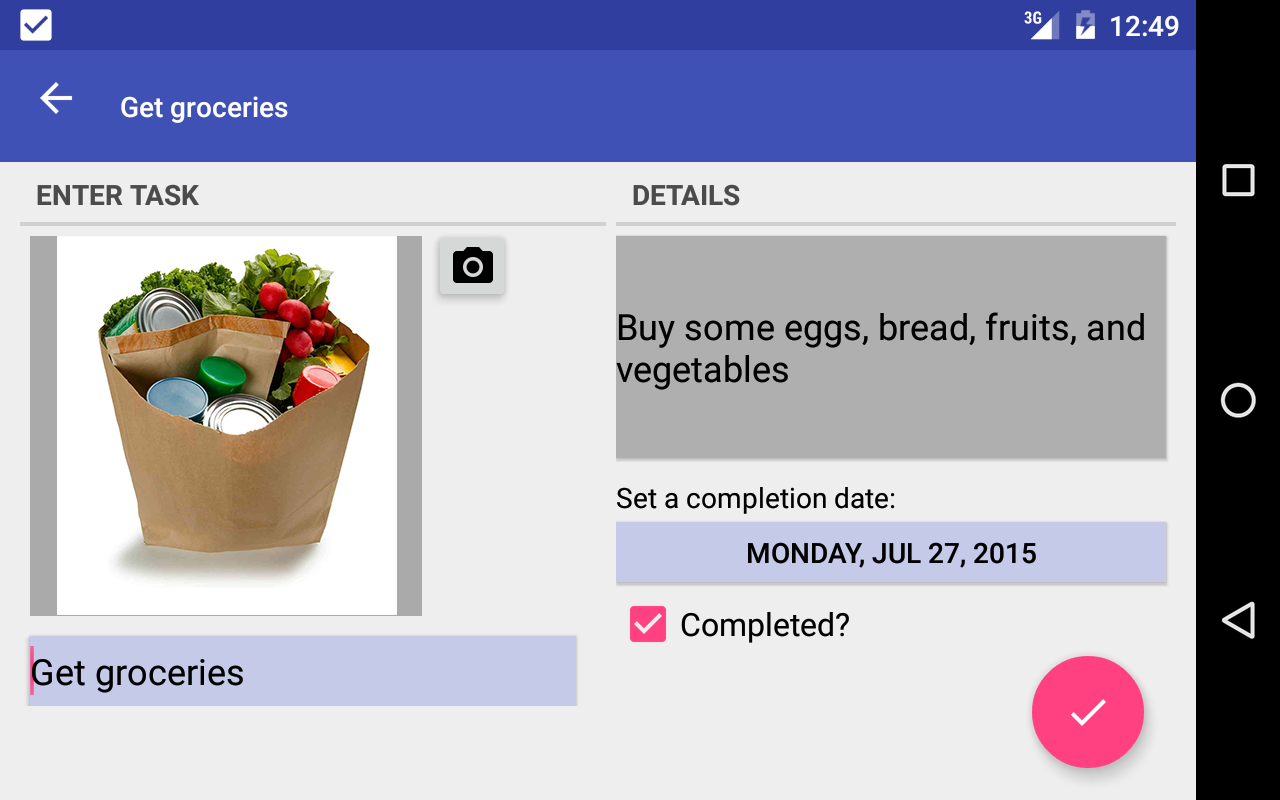 3G 12:49
Get groceries
ENTER TASK
Get groceries
DETAILS
Buy some eggs, bread, fruits, and
vegetables
Set a completion date:
MONDAY, JUL 27, 2015
Completed?